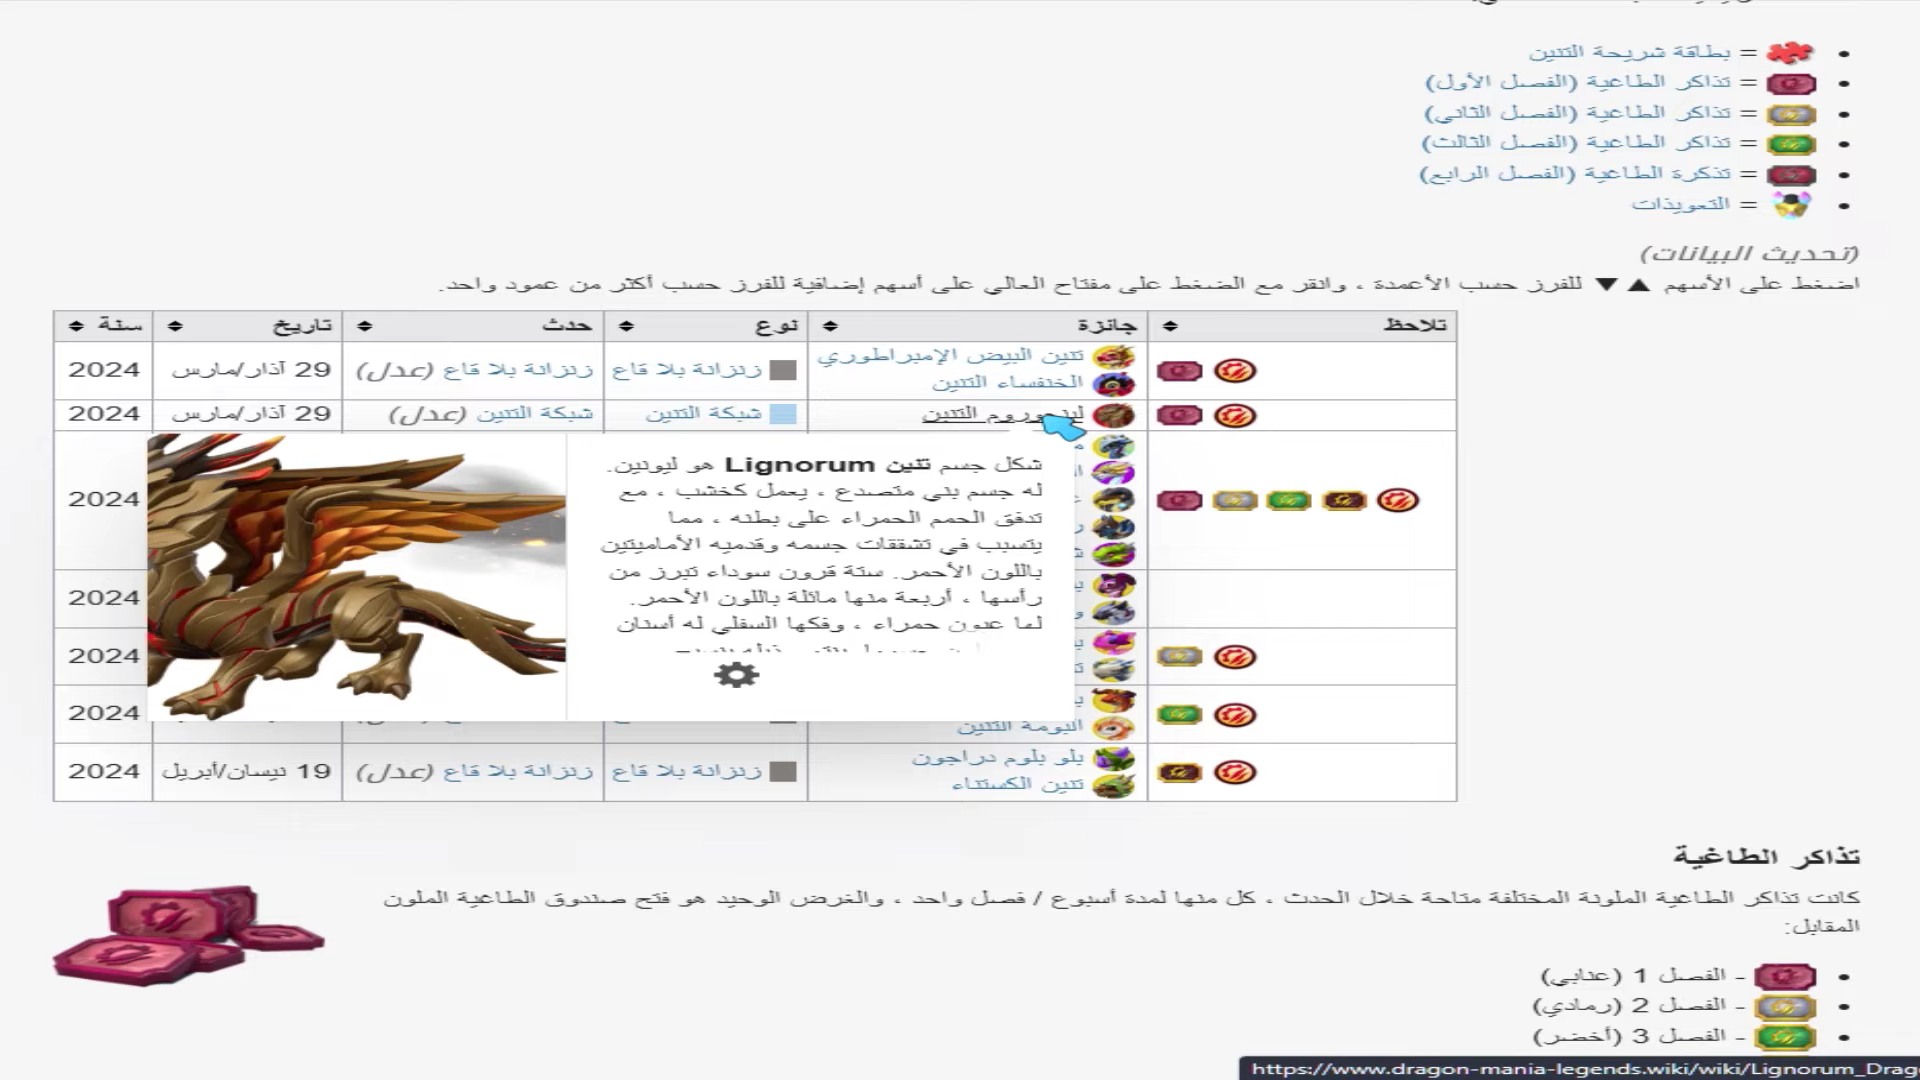 بطاقة شريحة التنين =
تذاكر الطاغية (الفصل الأول) =
تذاكر الطاغية (الفصل الثاني) =
تذاكر الطاغية (الفصل الثالث) =
تذكرة الطاغية (الفصل الرابع) =
التعويذات =
(تحديث البيانات)
اضغط على الأسهم ▲ ▼ للفرز حسب الأعمدة ، وانقر مع الضغط على مفتاح العالي على أسهم إضافية للفرز حسب أكثر من عمود واحد.
سنة تاريخ حدث نوع جائزة تلاحظ
2024 29 آذار/مارس زنزانة بلا قاع (عدل) زنزانة بلا قاع تنين البيض الإمبراطوري
الخنفساء التنين
2024 29 آذار/مارس شبكة التنين (عدل) شبكة التنين التنين
شكل جسم تنين Lignorum هو ليونين.
له جسم بني متصدع ، يعمل كخشب ، مع
تدفق الحمم الحمراء على بطنه ، مما
يتسبب في تشققات جسمه وقدميه الأماميتين
باللون الأحمر. ستة قرون سوداء تبرز من
رأسها ، أربعة منها مائلة باللون الأحمر.
لها عيون حمراء ، وفكها السفلي له أسنان
2024
2024
2024
2024
البومة التنين
2024 19 نيسان/أبريل زنزانة بلا قاع (عدل) زنزانة بلا قاع بلو بلوم دراجون
تنين الكستناء
تذاكر الطاغية
كانت تذاكر الطاغية الملونة المختلفة متاحة خلال الحدث ، كل منها لمدة أسبوع / فصل واحد ، والغرض الوحيد هو فتح صندوق الطاغية الملون
المقابل:
- الفصل 1 (عنابي)
- الفصل 2 (رمادي)
- الفصل 3 (أخضر)
https://www.dragon-mania-legends.wiki/wiki/Lignorum_Drag